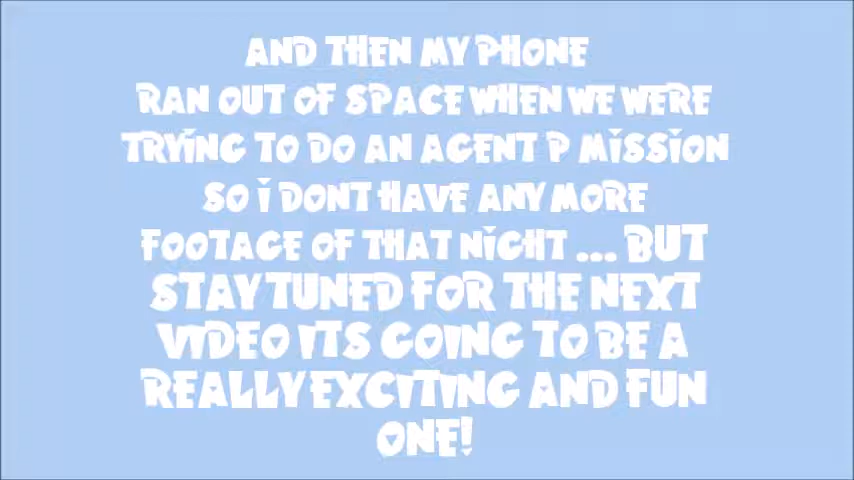 AND THEN MY PHONE
RAN OUT OF SPACE WHEN WE WERE
TRYING TO DO AN AGENT P MISSION
SO I DONT HAVE ANY MORE
FOOTAGE OF THAT NIGHT ... BUT
STAY TUNED FOR THE NEXT
VIDEO ITS GOING TO BE A
REALLY EXCITING AND FUN
ONE!